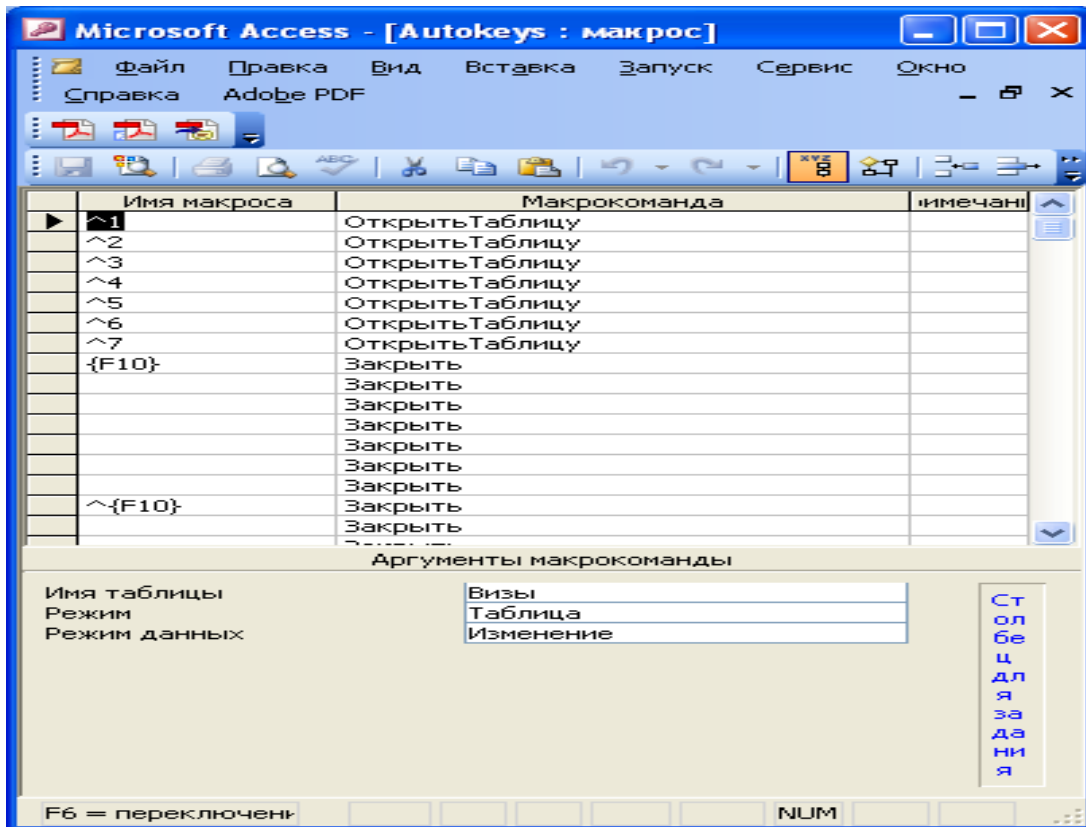 Microsoft Access - [Autokeys : макрос]
Файл Правка Вид Вставка Запуск Сервис Окно
Справка Adobe PDF
Имя макроса Макрокоманда имечани
^1 ОткрытьТаблицу
^2 ОткрытьТаблицу
^3 ОткрытьТаблицу
^4 ОткрытьТаблицу
^5 ОткрытьТаблицу
^6 ОткрытьТаблицу
^7 ОткрытьТаблицу
{F10} Закрыть
Закрыть
Закрыть
Закрыть
Закрыть
Закрыть
Закрыть
^{F10} Закрыть
Закрыть
Аргументы макрокоманды
Имя таблицы Визы
Режим Таблица
Режим данных Изменение
Ст
ол
бе
ц
дл
я
за
да
ни
я
F6 = переключени NUM